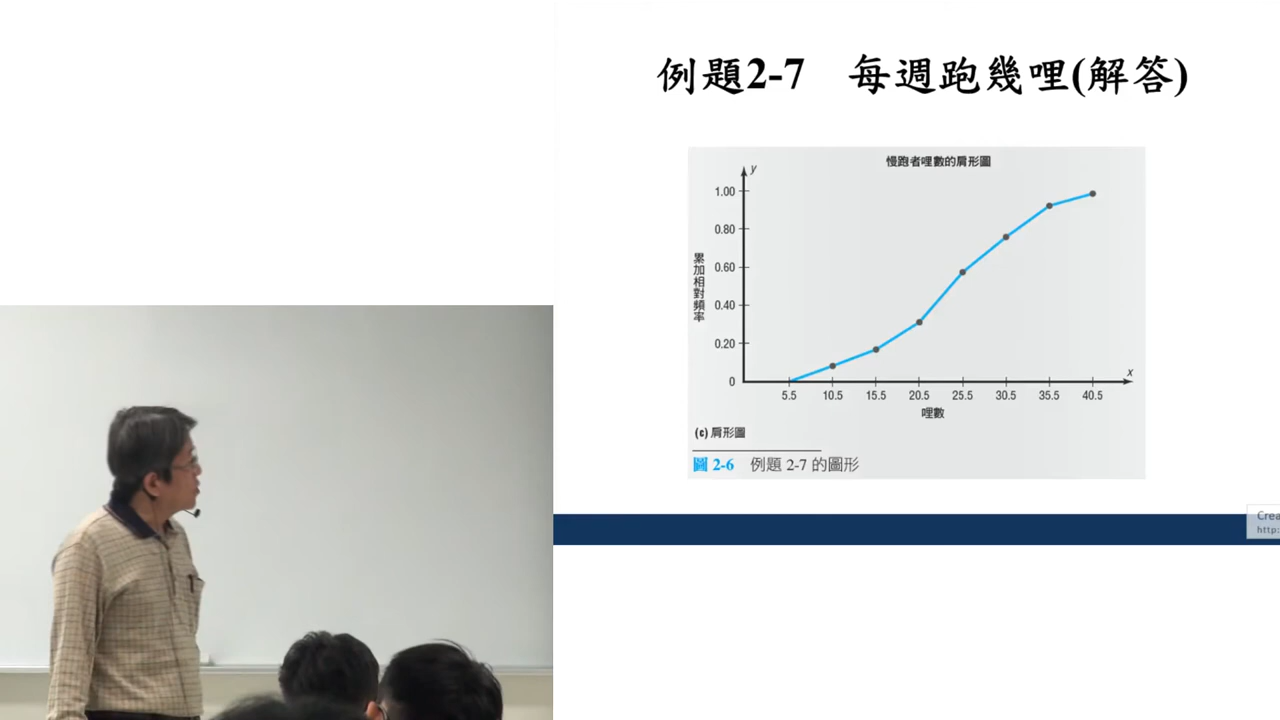 例題2-7 每週跑幾哩(解答)
慢跑者哩數的肩形圖
y
1.00
0.80
0.60
0.40
0.20
0
累加相對頻率
x
5.5 10.5 15.5 20.5 25.5 30.5 35.5 40.5
哩數
(c) 肩形圖
圖 2-6 例題 2-7 的圖形
Crea
http: